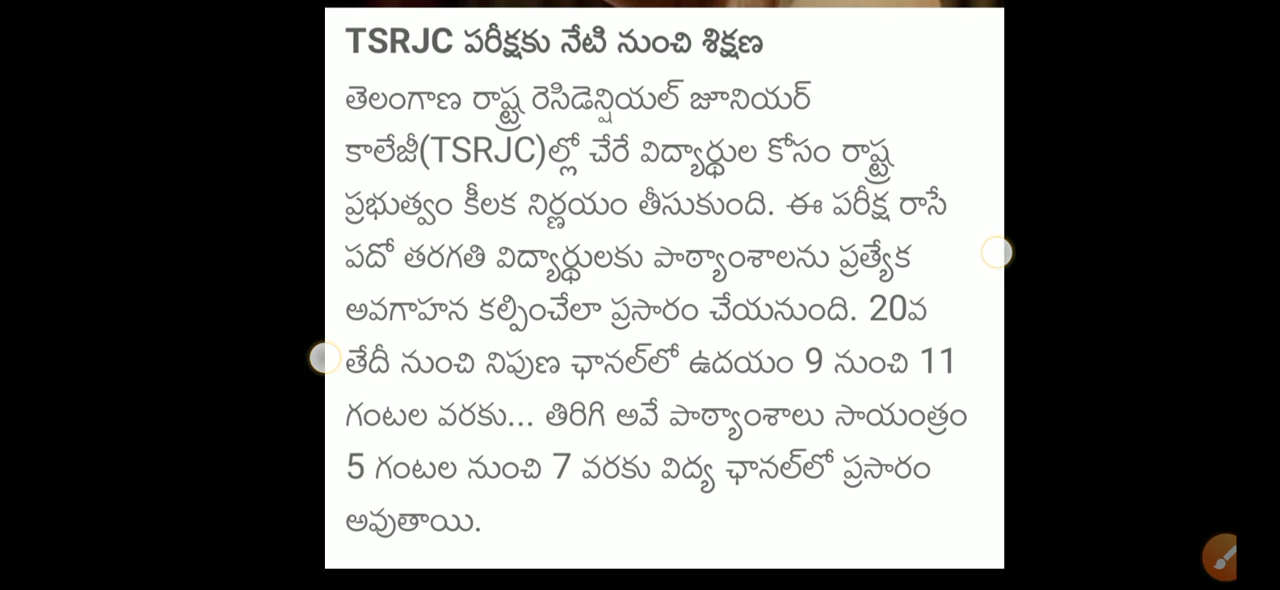 TSRJC పరీక్షకు నేటి నుంచి శిక్షణ
తెలంగాణ రాష్ట్ర రెసిడెన్షియల్ జూనియర్
కాలేజీ(TSRJC)ల్లో చేరే విద్యార్థుల కోసం రాష్ట్ర
ప్రభుత్వం కీలక నిర్ణయం తీసుకుంది. ఈ పరీక్ష రాసే
పదో తరగతి విద్యార్థులకు పాఠ్యాంశాలను ప్రత్యేక
అవగాహన కల్పించేలా ప్రసారం చేయనుంది. 20వ
తేదీ నుంచి నిపుణ ఛానల్‌లో ఉదయం 9 నుంచి 11
గంటల వరకు... తిరిగి అవే పాఠ్యాంశాలు సాయంత్రం
5 గంటల నుంచి 7 వరకు విద్య ఛానల్‌లో ప్రసారం
అవుతాయి.